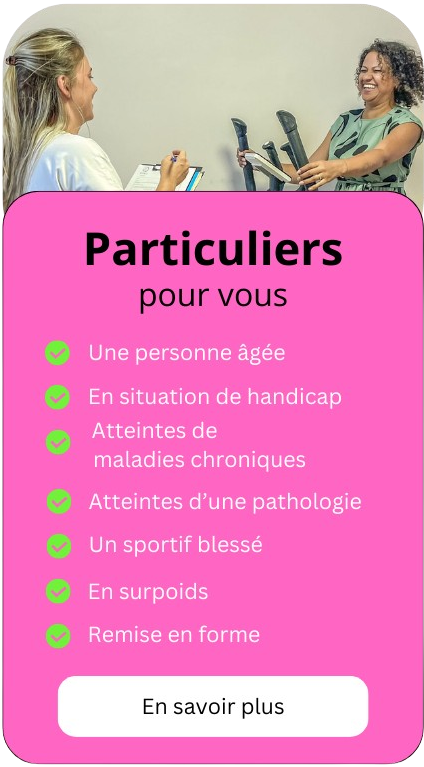 Particuliers
pour vous
Une personne âgée
En situation de handicap
Atteintes de
maladies chroniques
Atteintes d’une pathologie
Un sportif blessé
En surpoids
Remise en forme
En savoir plus